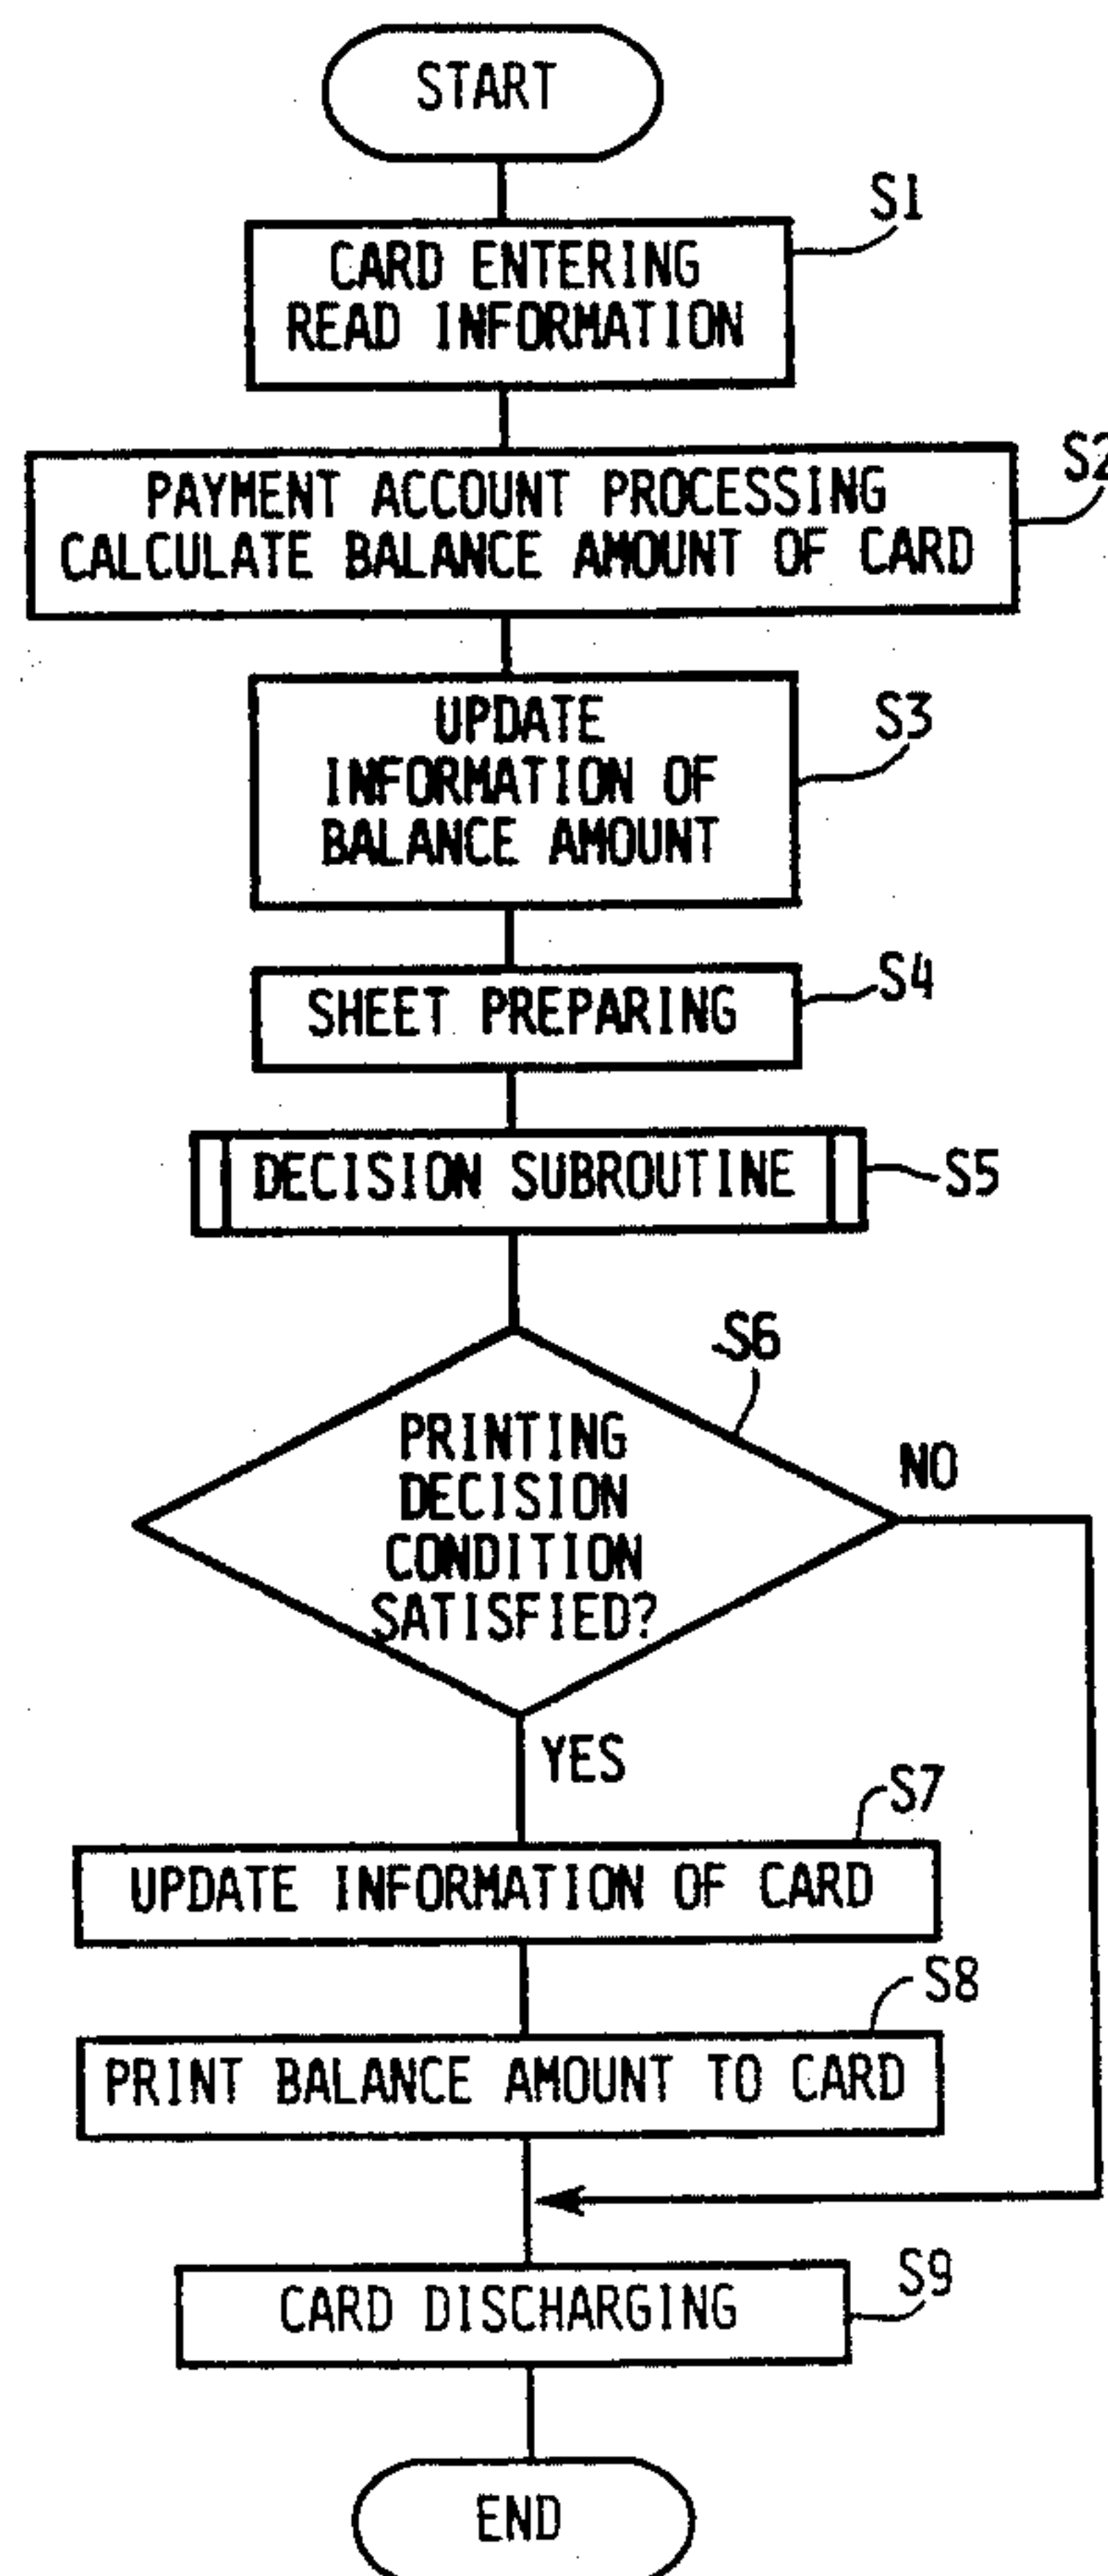 START
S1
CARD ENTERING
READ INFORMATION
S2
PAYMENT ACCOUNT PROCESSING
CALCULATE BALANCE AMOUNT OF CARD
S3
UPDATE
INFORMATION OF
BALANCE AMOUNT
S4
SHEET PREPARING
DECISION SUBROUTINE
S5
S6
PRINTING
DECISION
CONDITION
SATISFIED?
NO
YES
S7
UPDATE INFORMATION OF CARD
S8
PRINT BALANCE AMOUNT TO CARD
S9
CARD DISCHARGING
END